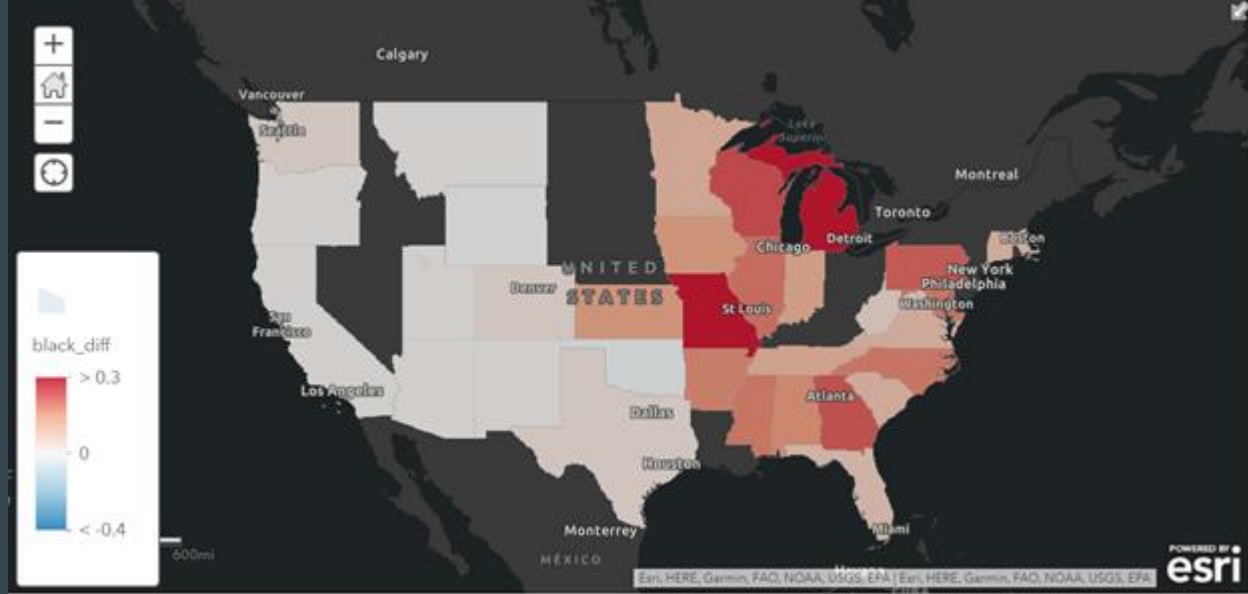 +
−
Calgary
Vancouver
Seattle
Lake
Superior
Montreal
Toronto
Boston
Chicago
Detroit
New York
Philadelphia
UNITED
STATES
Denver
St Louis
Washington
San
Francisco
Los Angeles
Atlanta
Dallas
Houston
Miami
Monterrey
MÉXICO
600mi
black_diff
> 0.3
0
< -0.4
POWERED BY
esri
Esri, HERE, Garmin, FAO, NOAA, USGS, EPA | Esri, HERE, Garmin, FAO, NOAA, USGS, EPA